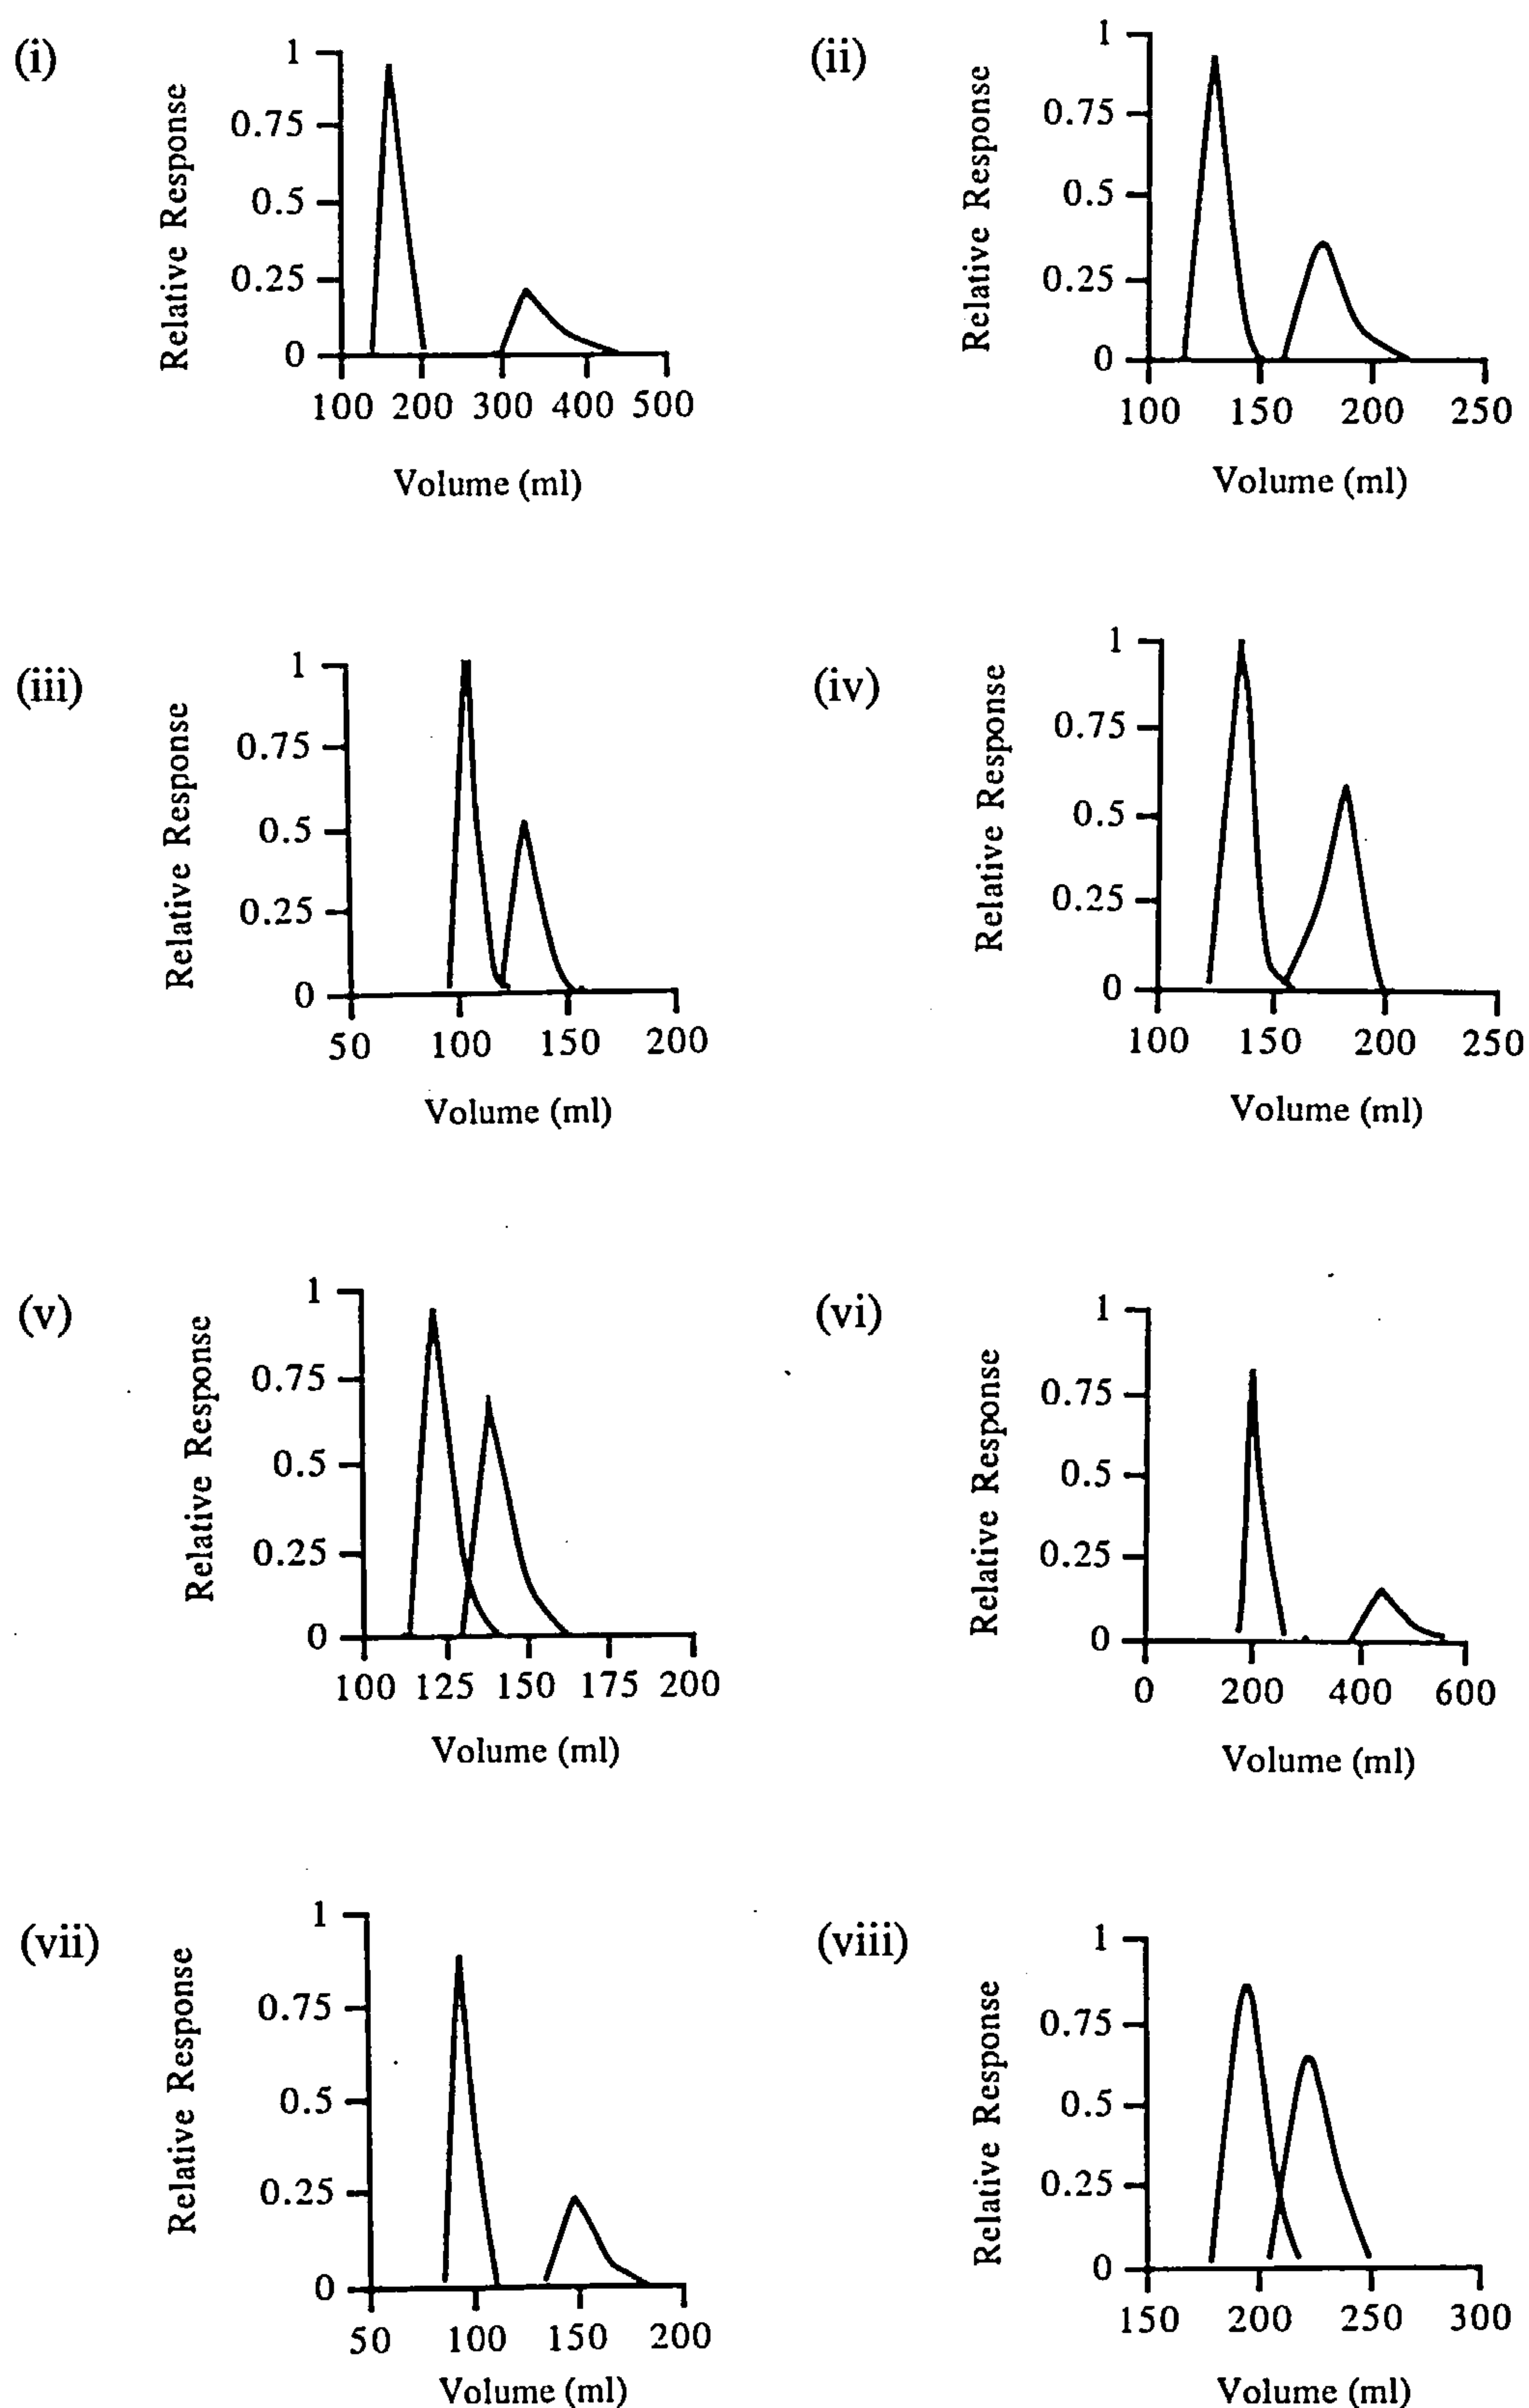 (i)
Relative Response
1
0.75
0.5
0.25
0
100 200 300 400 500
Volume (ml)
(ii)
Relative Response
1
0.75
0.5
0.25
0
100 150 200 250
Volume (ml)
(iii)
Relative Response
1
0.75
0.5
0.25
0
50 100 150 200
Volume (ml)
(iv)
Relative Response
1
0.75
0.5
0.25
0
100 150 200 250
Volume (ml)
(v)
Relative Response
1
0.75
0.5
0.25
0
100 125 150 175 200
Volume (ml)
(vi)
Relative Response
1
0.75
0.5
0.25
0
0 200 400 600
Volume (ml)
(vii)
Relative Response
1
0.75
0.5
0.25
0
50 100 150 200
Volume (ml)
(viii)
Relative Response
1
0.75
0.5
0.25
0
150 200 250 300
Volume (ml)